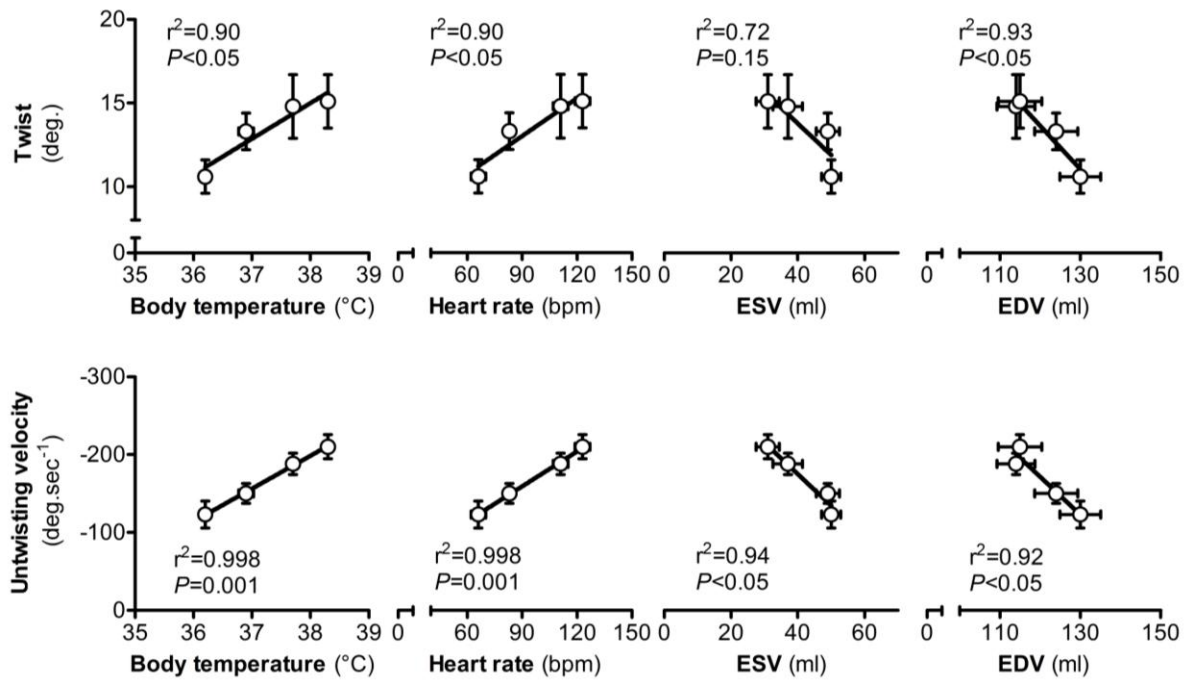 20
15
10
0
Twist
(deg.)
r²=0.90
P<0.05
r²=0.90
P<0.05
r²=0.72
P=0.15
r²=0.93
P<0.05
35 36 37 38 39
0 60 90 120 150
0 20 40 60
0 110 130 150
Body temperature (°C)
Heart rate (bpm)
ESV (ml)
EDV (ml)
-300
-200
-100
0
Untwisting velocity
(deg.sec⁻¹)
r²=0.998
P=0.001
r²=0.998
P=0.001
r²=0.94
P<0.05
r²=0.92
P<0.05
35 36 37 38 39
0 60 90 120 150
0 20 40 60
0 110 130 150
Body temperature (°C)
Heart rate (bpm)
ESV (ml)
EDV (ml)